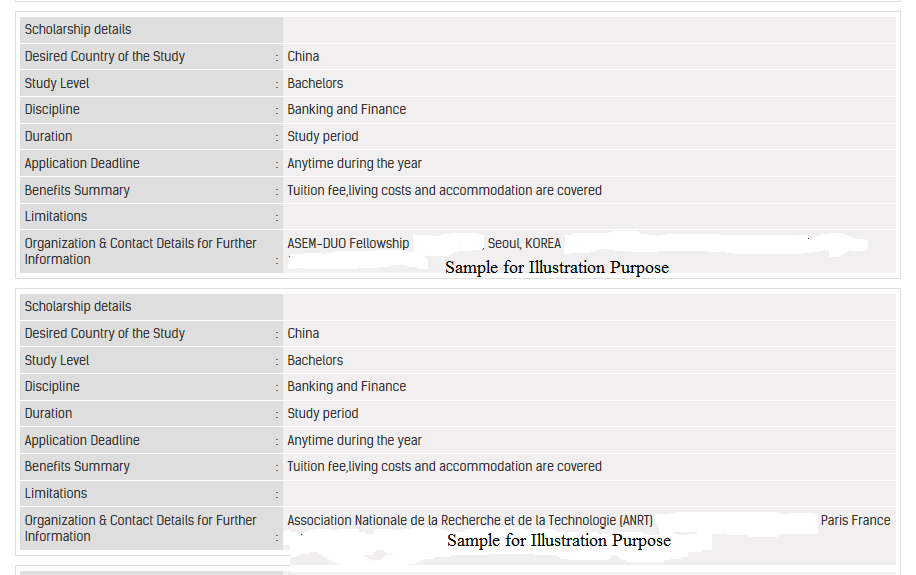 Scholarship details
Desired Country of the Study : China
Study Level : Bachelors
Discipline : Banking and Finance
Duration : Study period
Application Deadline : Anytime during the year
Benefits Summary : Tuition fee,living costs and accommodation are covered
Limitations :
Organization & Contact Details for Further ASEM-DUO Fellowship , Seoul, KOREA
Information :
Sample for Illustration Purpose
Scholarship details
Desired Country of the Study : China
Study Level : Bachelors
Discipline : Banking and Finance
Duration : Study period
Application Deadline : Anytime during the year
Benefits Summary : Tuition fee,living costs and accommodation are covered
Limitations :
Organization & Contact Details for Further Association Nationale de la Recherche et de la Technologie (ANRT) Paris France
Information :
Sample for Illustration Purpose